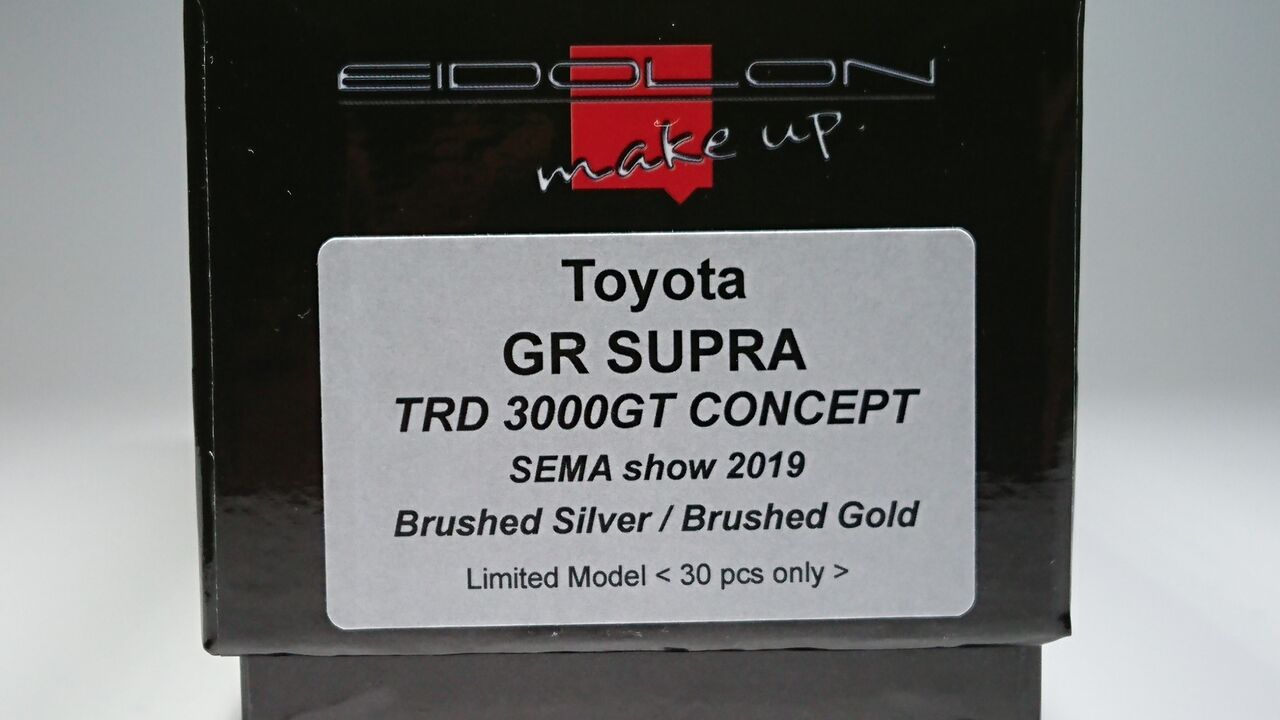 EIDOLON
make up.
Toyota
GR SUPRA
TRD 3000GT CONCEPT
SEMA show 2019
Brushed Silver / Brushed Gold
Limited Model < 30 pcs only >